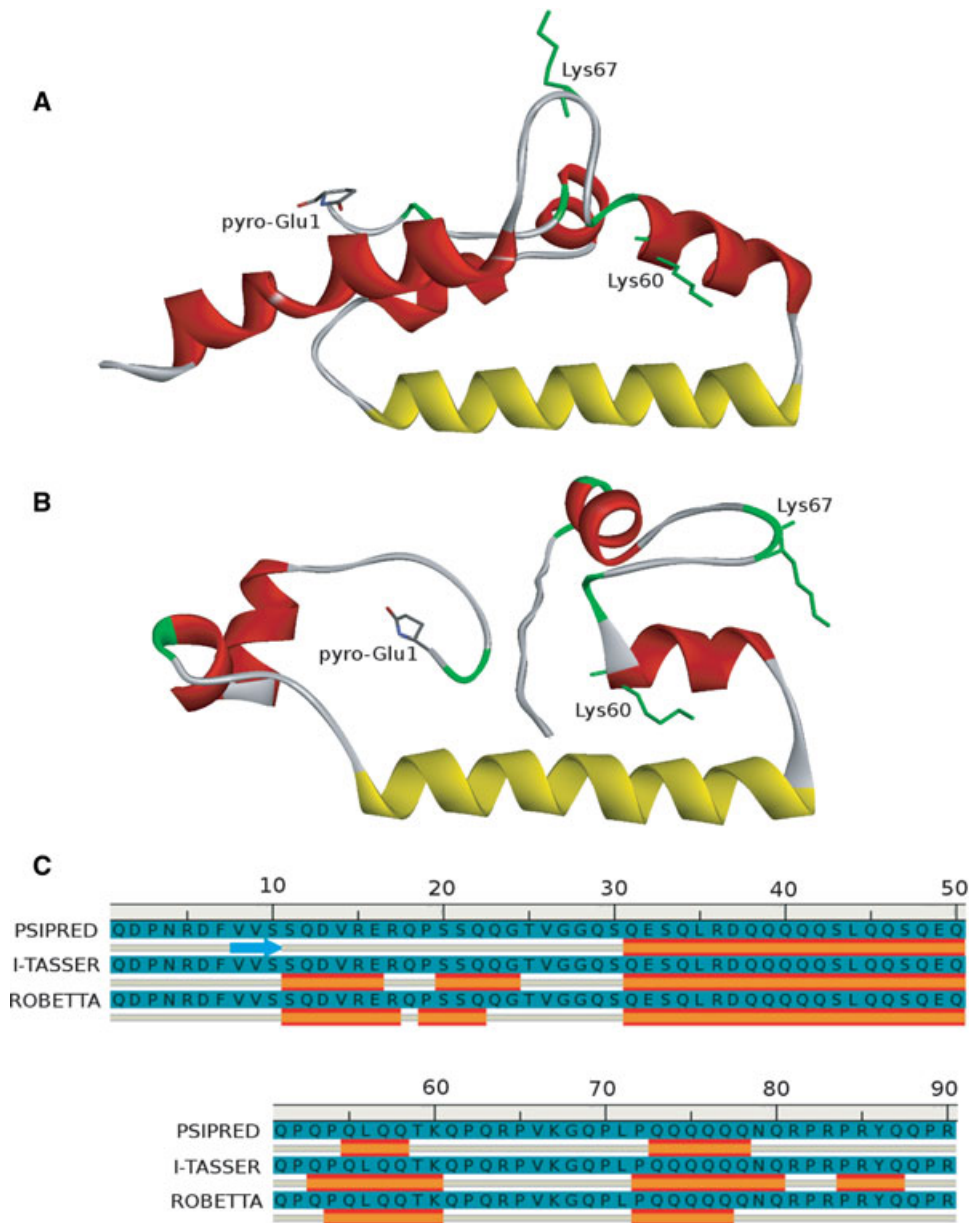 A
Lys67
pyro-Glu1
Lys60
B
Lys67
pyro-Glu1
Lys60
C
10 20 30 40 50
PSIPRED QDPNRDFVVSSQDVRERQPSSQQGTVGGQSQESQLRDQQQQQSLQQSQEQ
I-TASSER QDPNRDFVVSSQDVRERQPSSQQGTVGGQSQESQLRDQQQQQSLQQSQEQ
ROBETTA QDPNRDFVVSSQDVRERQPSSQQGTVGGQSQESQLRDQQQQQSLQQSQEQ
60 70 80 90
PSIPRED QPQPQLQQTKQPQRPVKGQPLPQQQQQQNQRPRPRYQQPR
I-TASSER QPQPQLQQTKQPQRPVKGQPLPQQQQQQNQRPRPRYQQPR
ROBETTA QPQPQLQQTKQPQRPVKGQPLPQQQQQQNQRPRPRYQQPR